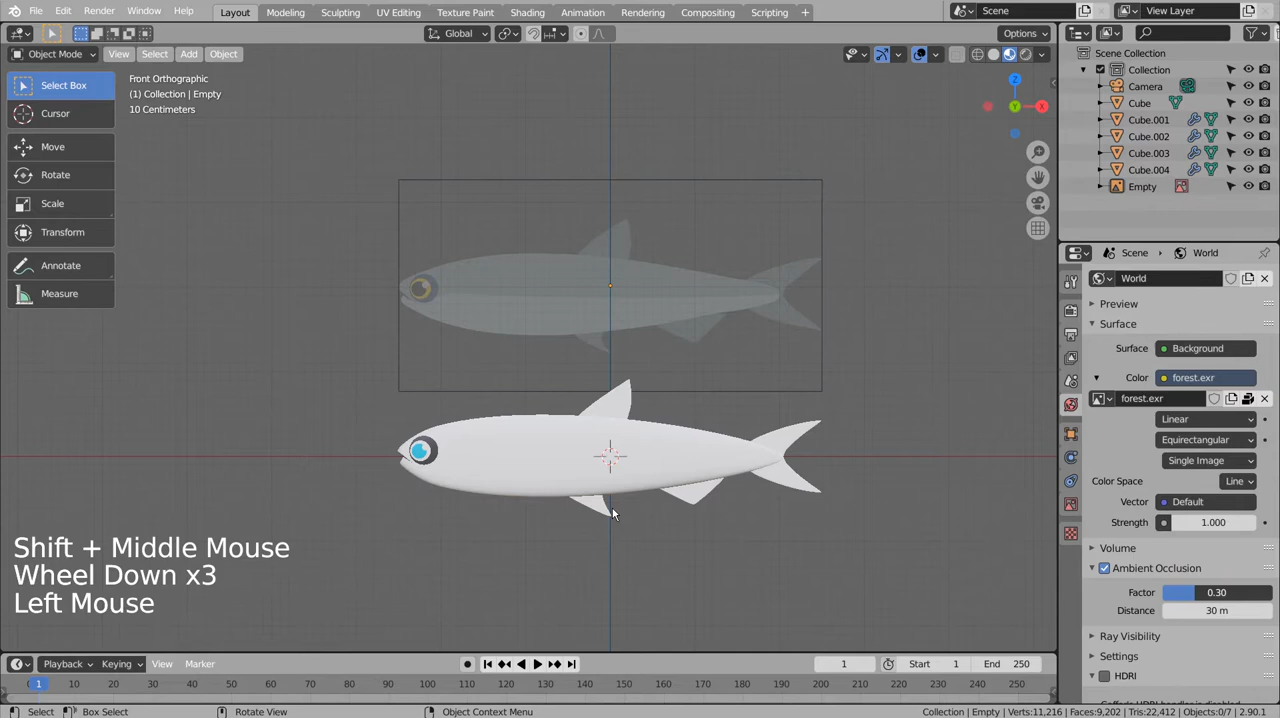 File Edit Render Window Help Layout Modeling Sculpting UV Editing Texture Paint Shading Animation Rendering Compositing Scripting + Scene View Layer
Global Options
Object Mode View Select Add Object
Scene Collection
Collection
Camera
Cube
Cube.001
Cube.002
Cube.003
Cube.004
Empty
Select Box
Cursor
Move
Rotate
Scale
Transform
Annotate
Measure
Front Orthographic
(1) Collection | Empty
10 Centimeters
Z
Y
X
Scene > World
World
Preview
Surface
Surface Background
Color forest.exr
forest.exr
Linear
Equirectangular
Single Image
Color Space Line
Vector Default
Strength 1.000
Volume
Ambient Occlusion
Factor 0.30
Distance 30 m
Ray Visibility
Settings
HDRI
Shift + Middle Mouse
Wheel Down x3
Left Mouse
Playback Keying View Marker 1 Start 1 End 250
1 10 20 30 40 50 60 70 80 90 100 110 120 130 140 150 160 170 180 190 200 210 220 230 240 250
Select Box Select Rotate View Object Context Menu Collection | Empty | Verts:11,216 | Faces:9,202 | Tris:22,412 | Objects:0/7 | 2.90.1